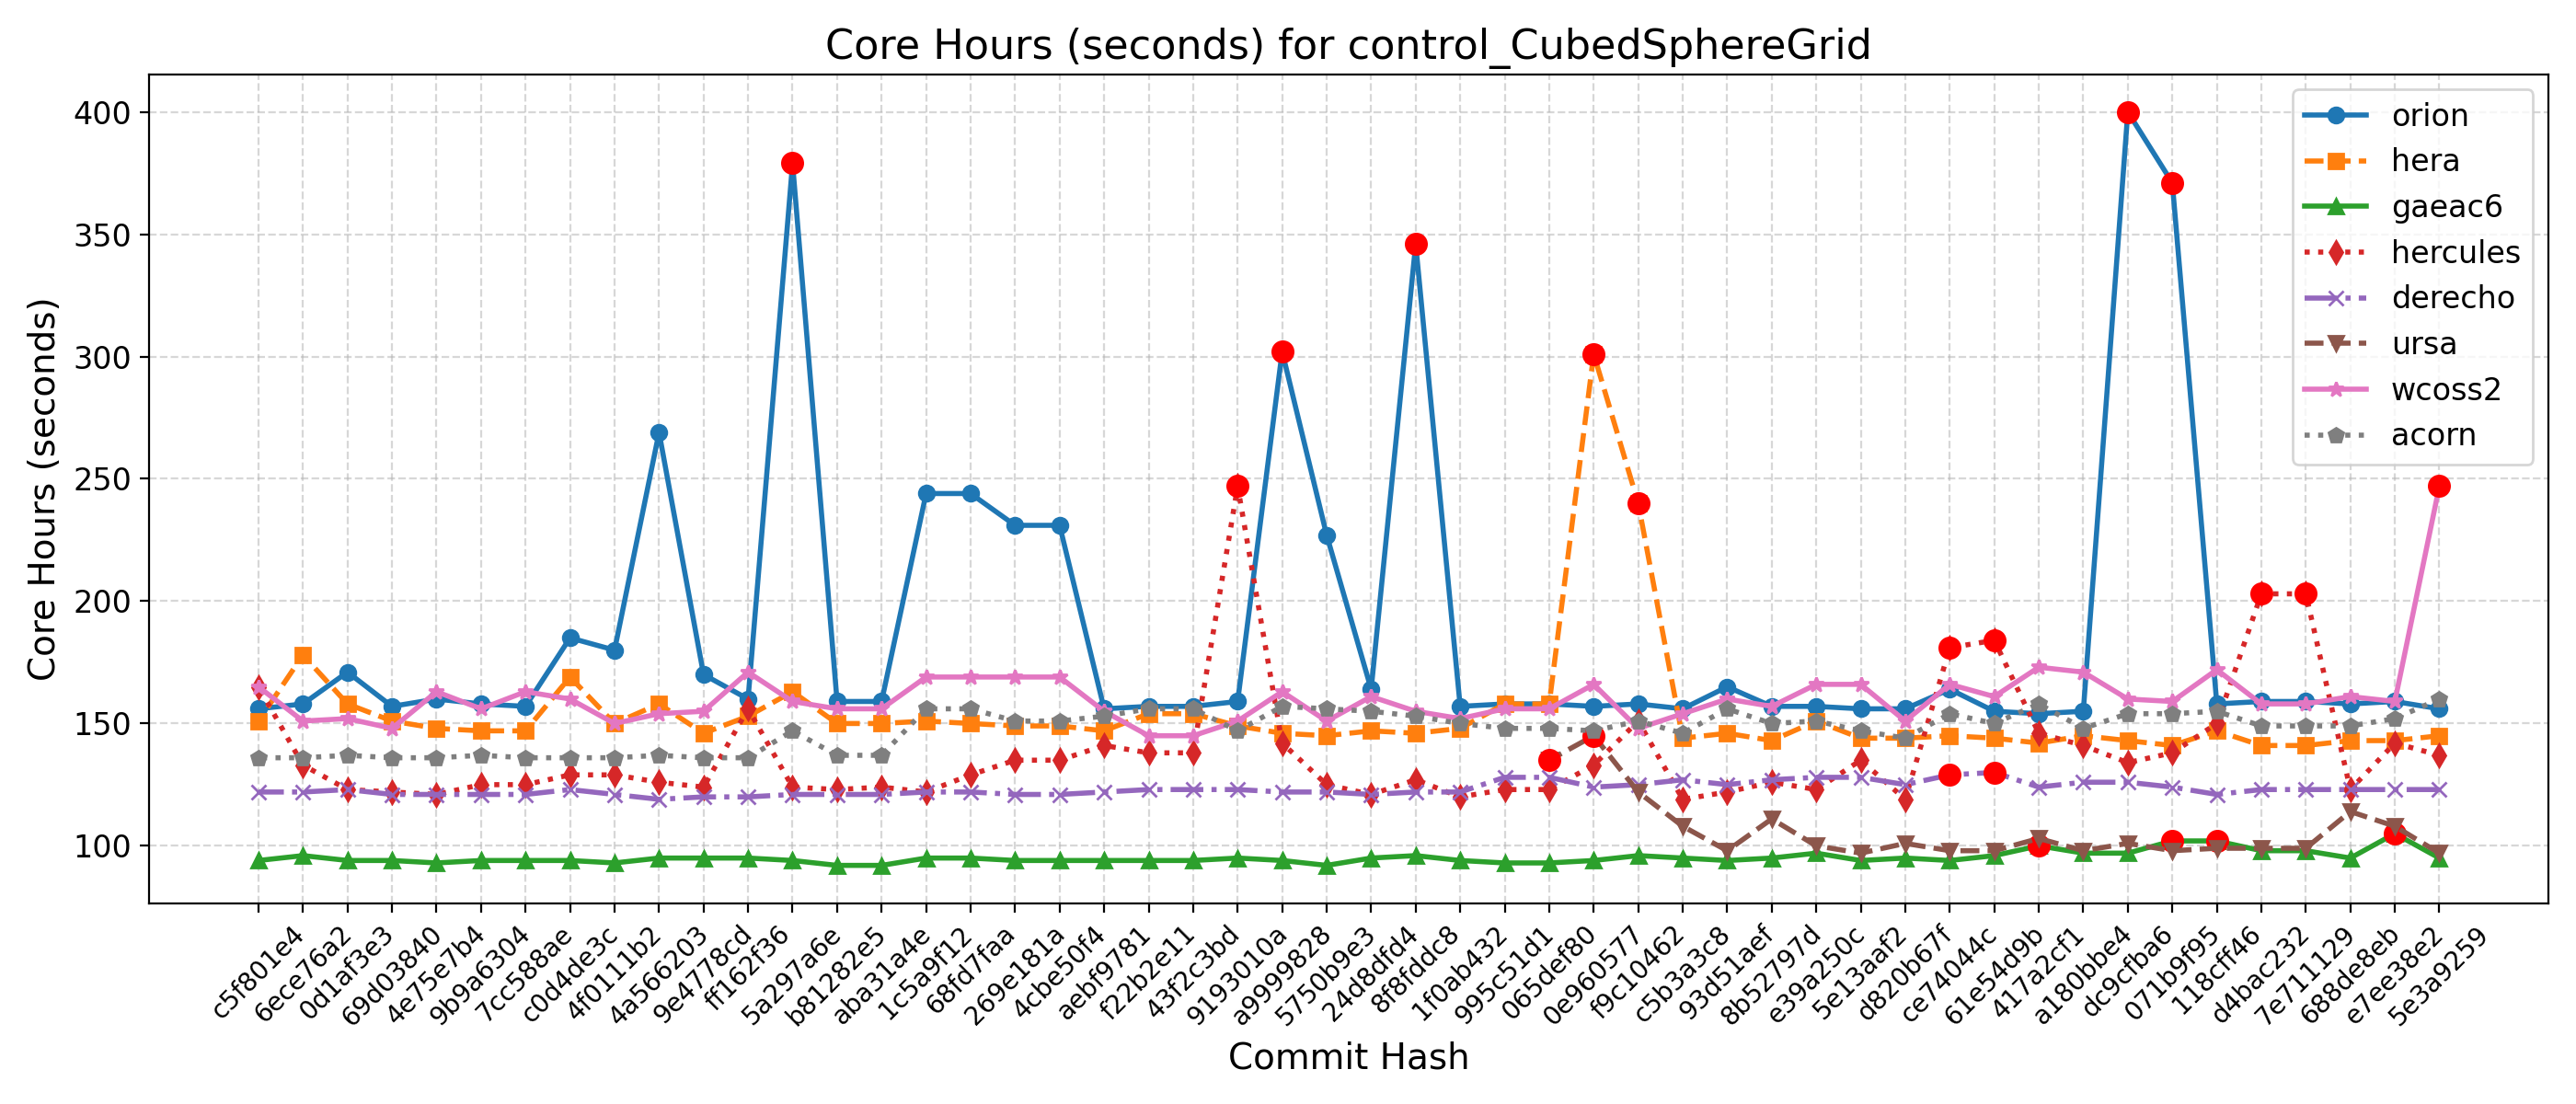 Core Hours (seconds) for control_CubedSphereGrid
Core Hours (seconds)
400
350
300
250
200
150
100
orion
hera
gaeac6
hercules
derecho
ursa
wcoss2
acorn
c5f801e4
6ece76a2
0d1af3e3
69d03840
4e75e7b4
9b9a6304
7cc588ae
c0d4de3c
4f0111b2
4a566203
9e4778cd
ff162f36
5a297a6e
b81282e5
aba31a4e
1c5a9f12
68fd7faa
269e181a
4cbe50f4
aebf9781
f22b2e11
43f2c3bd
9193010a
a9999828
5750b9e3
24d8dfd4
8f8fddc8
1f0ab432
995c51d1
065def80
0e960577
f9c10462
c5b3a3c8
93d51aef
8b52797d
e39a250c
5e13aaf2
d820b67f
ce74044c
61e54d9b
417a2cf1
a180bbe4
dc9cfba6
071b9f95
118cff46
d4bac232
7e711129
688de8eb
e7ee38e2
5e3a9259
Commit Hash